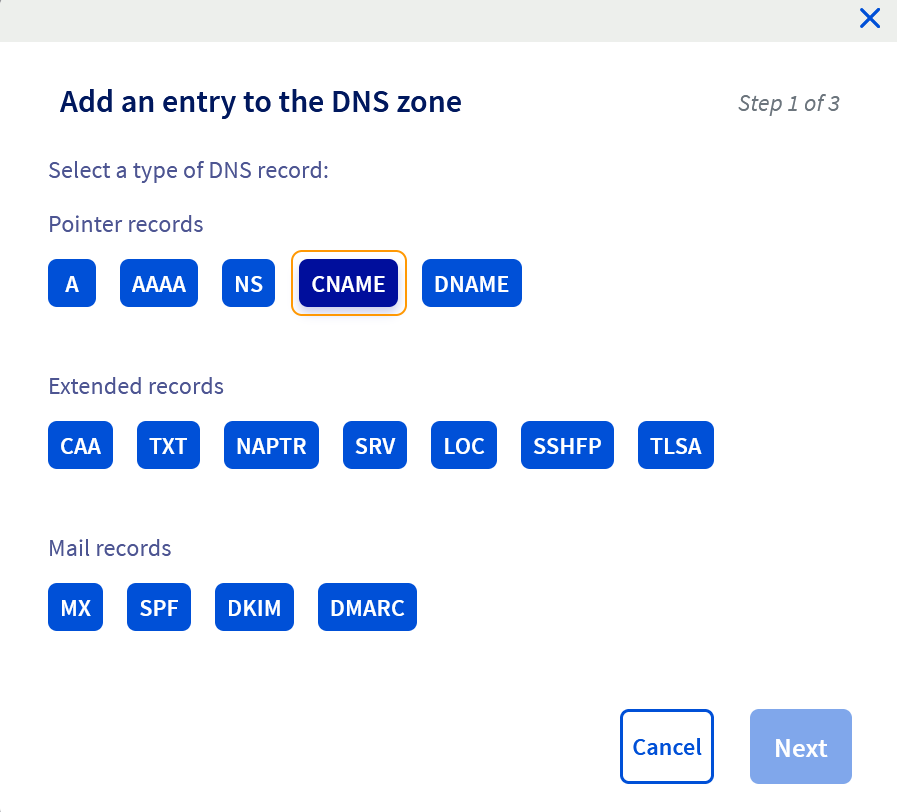 Add an entry to the DNS zone
Step 1 of 3
Select a type of DNS record:
Pointer records
A AAAA NS CNAME DNAME
Extended records
CAA TXT NAPTR SRV LOC SSHFP TLSA
Mail records
MX SPF DKIM DMARC
Cancel Next